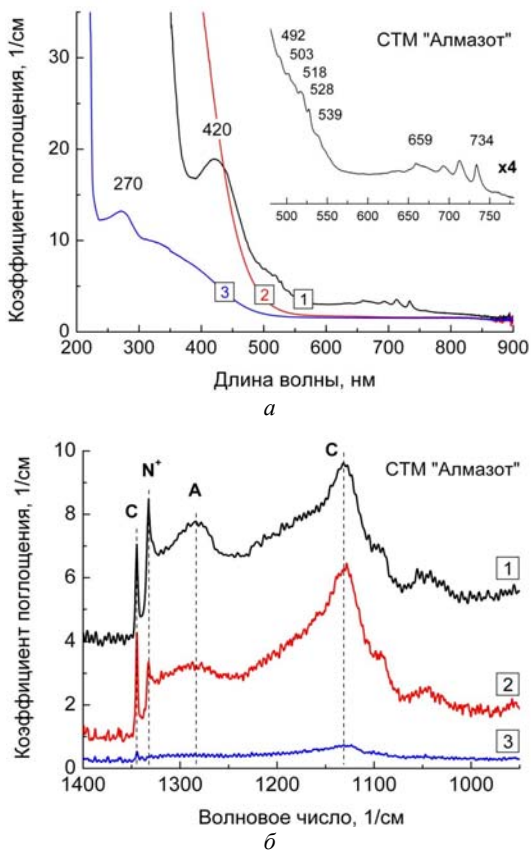 СТМ "Алмазот"
492
503
518
528
539
659
734
x4
500 550 600 650 700 750
420
270
3
2
1
30
20
10
0
200 300 400 500 600 700 800 900
Коэффициент поглощения, 1/см
Длина волны, нм
а
C
N+
A
C
СТМ "Алмазот"
1
2
3
10
8
6
4
2
0
1400 1300 1200 1100 1000
Коэффициент поглощения, 1/см
Волновое число, 1/см
б